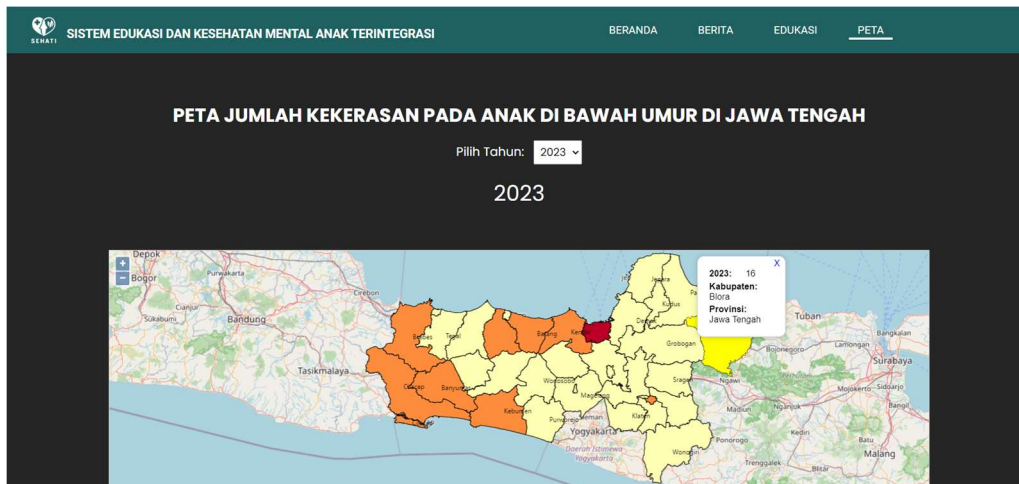 SEHATI
SISTEM EDUKASI DAN KESEHATAN MENTAL ANAK TERINTEGRASI
BERANDA
BERITA
EDUKASI
PETA
PETA JUMLAH KEKERASAN PADA ANAK DI BAWAH UMUR DI JAWA TENGAH
Pilih Tahun: 2023
2023
+
−
X
2023: 16
Kabupaten:
Blora
Provinsi:
Jawa Tengah
Depok
Bogor
Purwakarta
Cirebon
Cianjur
Sukabumi
Bandung
Tasikmalaya
Brebes
Tegal
Batang
Jepara
Kudus
Demak
Grobogan
Cilacap
Banyumas
Wonosobo
Magelang
Kebumen
Purworejo
Sleman
Klaten
Sragen
Yogyakarta
Daerah Istimewa
Yogyakarta
Wonogiri
Tuban
Bojonegoro
Lamongan
Bangkalan
Surabaya
Ngawi
Mojokerto
Sidoarjo
Madiun
Nganjuk
Bangil
Ponorogo
Kediri
Batu
Malang
Trenggalek
Blitar